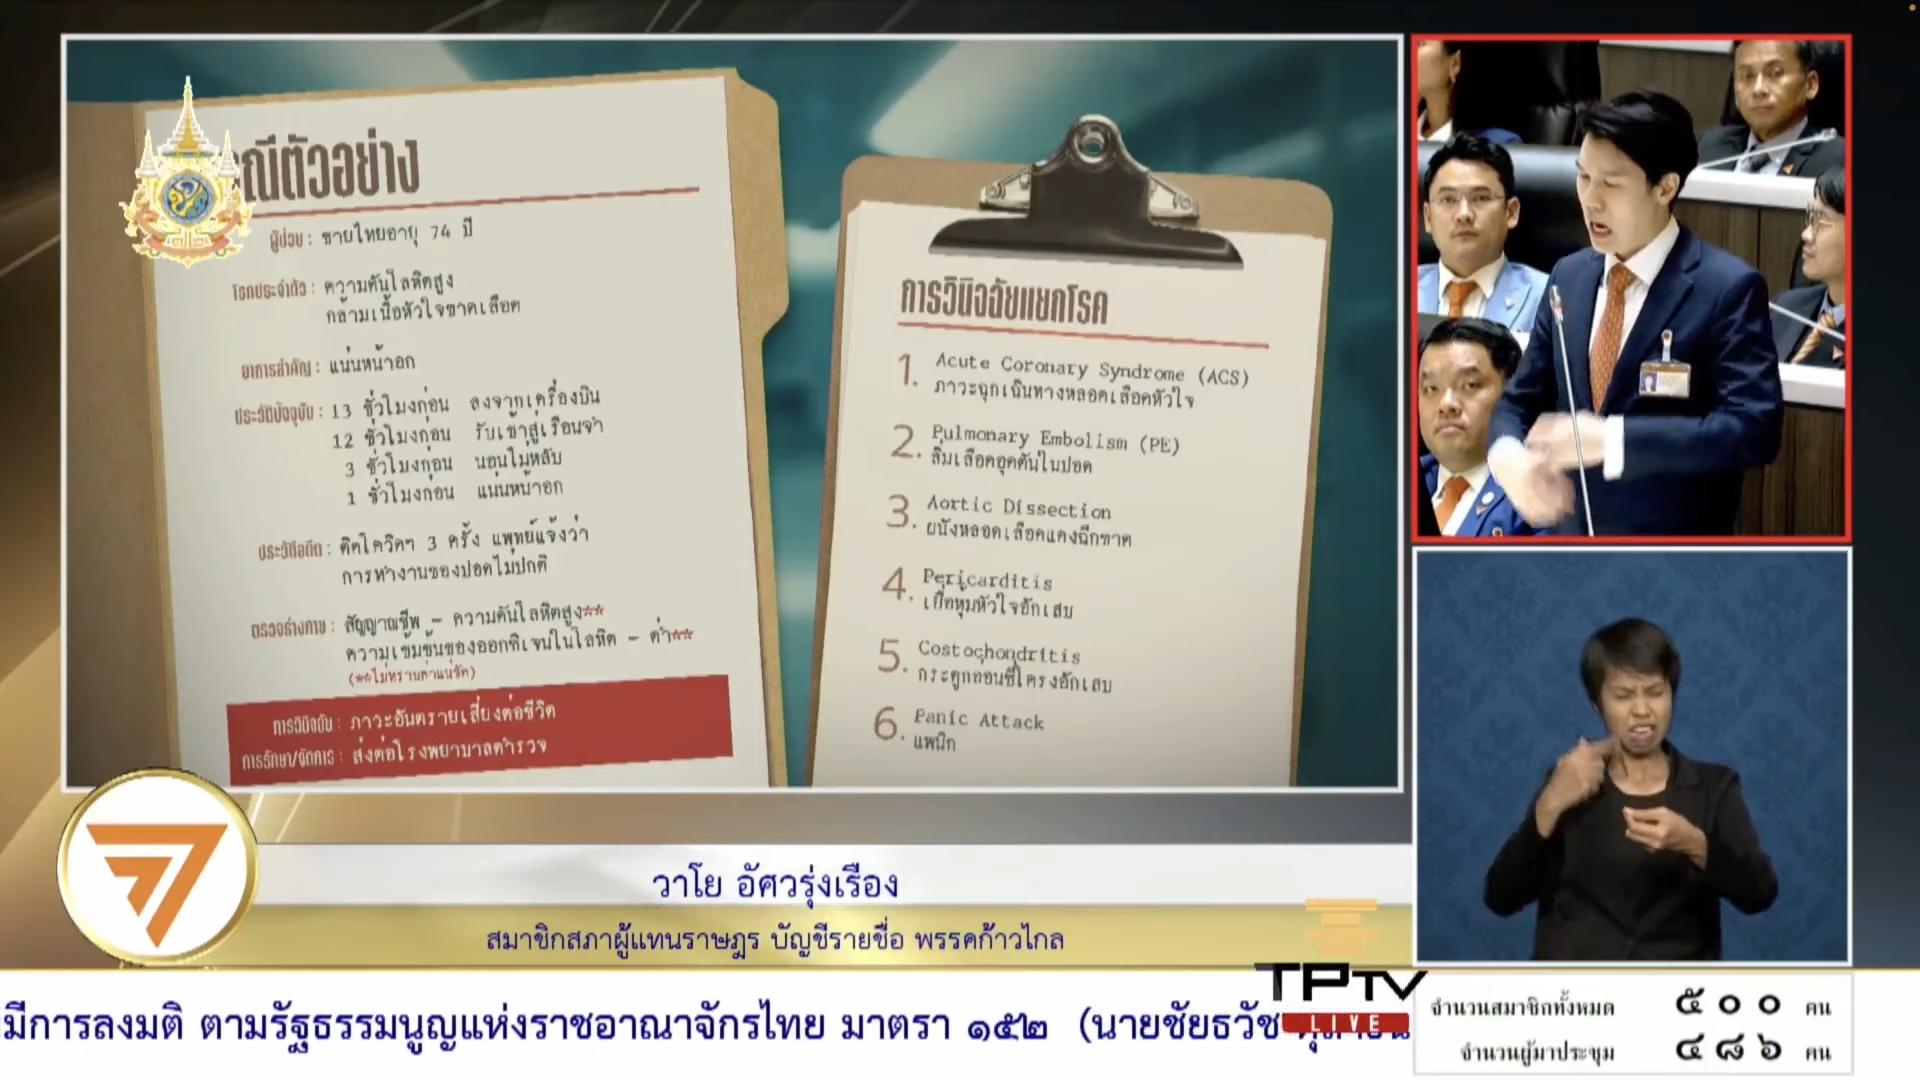 ณีตัวอย่าง
ผู้ป่วย : ชายไทยอายุ 74 ปี
โรคประจำตัว : ความดันโลหิตสูง
กล้ามเนื้อหัวใจขาดเลือด
อาการสำคัญ : แน่นหน้าอก
ประวัติปัจจุบัน : 13 ชั่วโมงก่อน ลงจากเครื่องบิน
12 ชั่วโมงก่อน รับเข้าสู่เรือนจำ
3 ชั่วโมงก่อน นอนไม่หลับ
1 ชั่วโมงก่อน แน่นหน้าอก
ประวัติอดีต : ติดโควิดฯ 3 ครั้ง แพทย์แจ้งว่า
การทำงานของปอดไม่ปกติ
ตรวจร่างกาย : สัญญาณชีพ - ความดันโลหิตสูง**
ความเข้มข้นของออกซิเจนในโลหิต - ต่ำ**
(**ไม่ทราบค่าแน่ชัด)
การวินิจฉัย : ภาวะอันตรายเสี่ยงต่อชีวิต
การรักษา/จัดการ : ส่งต่อโรงพยาบาลตำรวจ
การวินิจฉัยแยกโรค
1. Acute Coronary Syndrome (ACS)
ภาวะฉุกเฉินทางหลอดเลือดหัวใจ
2. Pulmonary Embolism (PE)
ลิ่มเลือดอุดตันในปอด
3. Aortic Dissection
ผนังหลอดเลือดแดงฉีกขาด
4. Pericarditis
เยื่อหุ้มหัวใจอักเสบ
5. Costochondritis
กระดูกอ่อนซี่โครงอักเสบ
6. Panic Attack
แพนิก
วาโย อัศวรุ่งเรือง
สมาชิกสภาผู้แทนราษฎร บัญชีรายชื่อ พรรคก้าวไกล
TPTV
LIVE
มีการลงมติ ตามรัฐธรรมนูญแห่งราชอาณาจักรไทย มาตรา ๑๕๒ (นายชัยธวัช
จำนวนสมาชิกทั้งหมด ๕๐๐ คน
จำนวนผู้มาประชุม ๔๘๖ คน